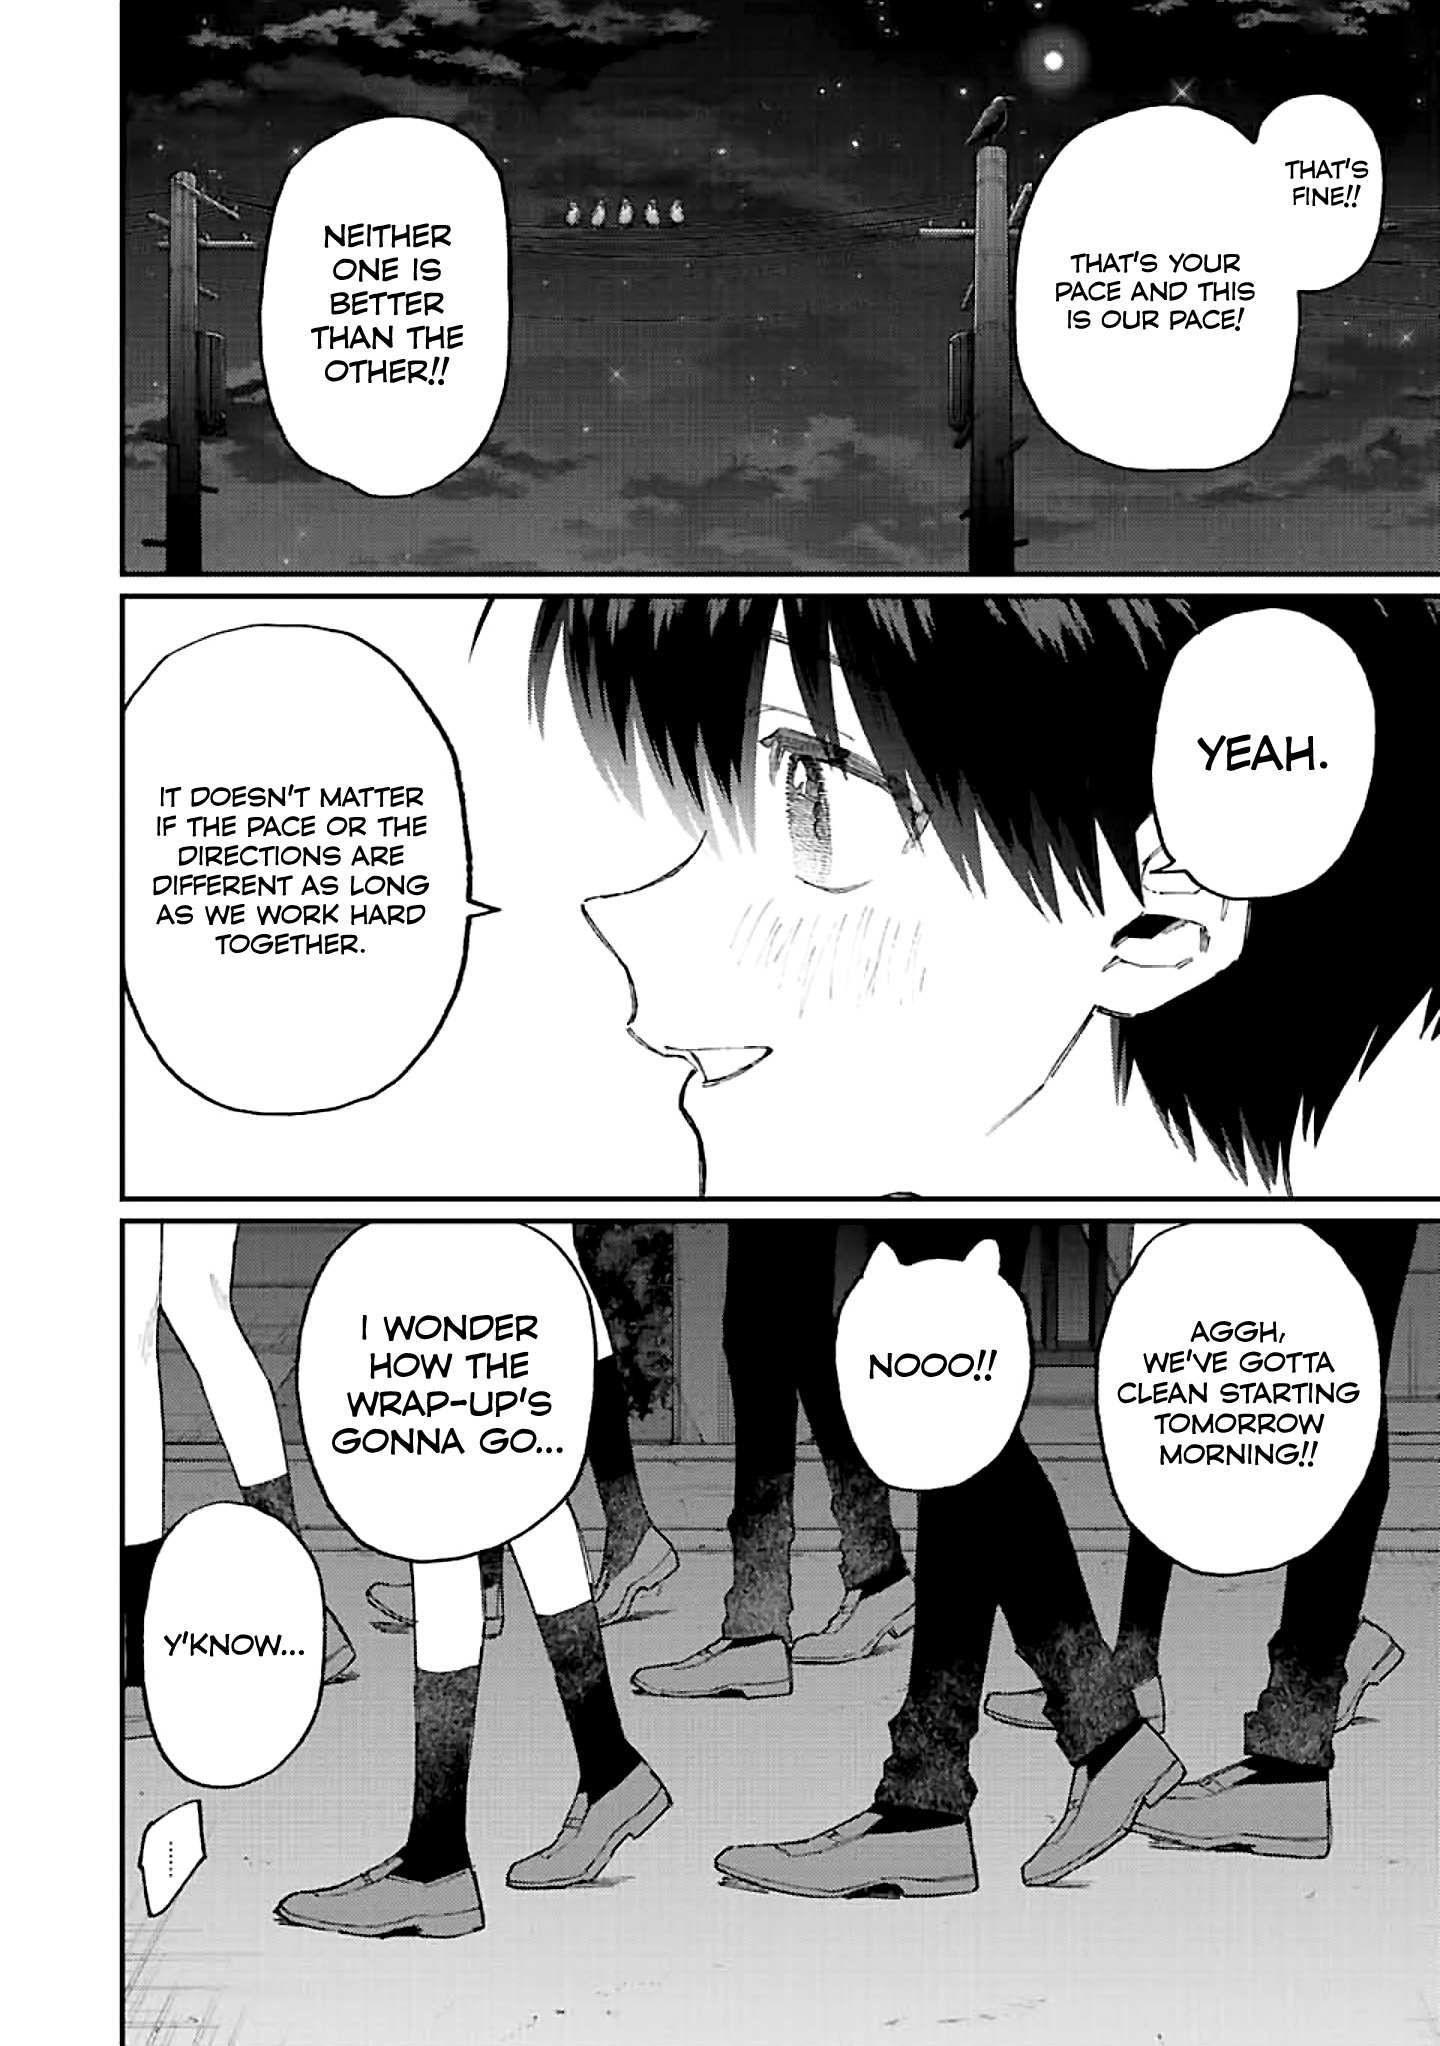 THAT'S
FINE!!
THAT'S YOUR
PACE AND THIS
IS OUR PACE!
NEITHER
ONE IS
BETTER
THAN THE
OTHER!!
YEAH.
IT DOESN'T MATTER
IF THE PACE OR THE
DIRECTIONS ARE
DIFFERENT AS LONG
AS WE WORK HARD
TOGETHER.
AGGH,
WE'VE GOTTA
CLEAN STARTING
TOMORROW
MORNING!!
NOOO!!
I WONDER
HOW THE
WRAP-UP'S
GONNA GO...
Y'KNOW...
......